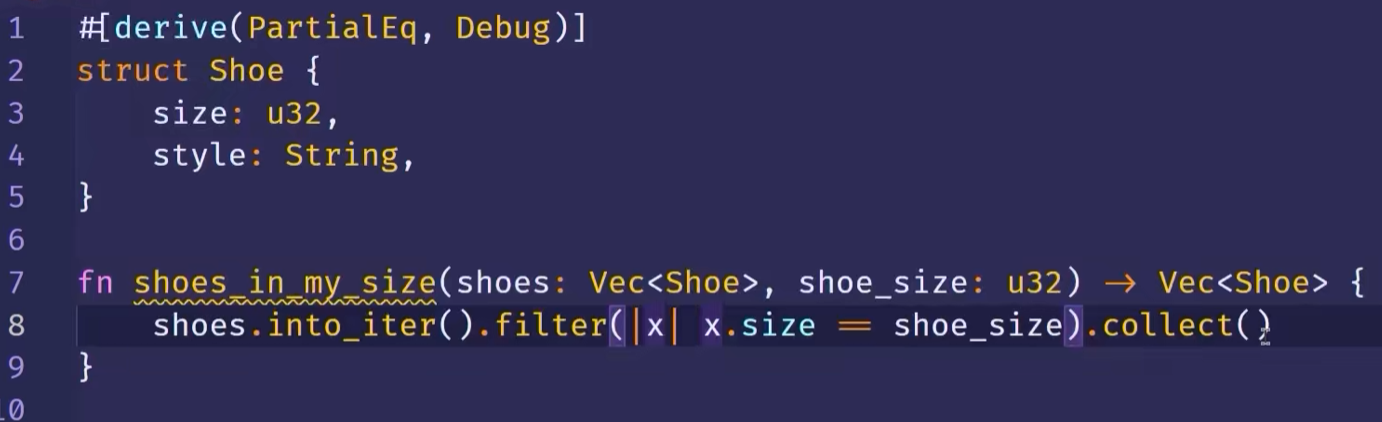 1 #[derive(PartialEq, Debug)]
2 struct Shoe {
3     size: u32,
4     style: String,
5 }
6
7 fn shoes_in_my_size(shoes: Vec<Shoe>, shoe_size: u32) → Vec<Shoe> {
8     shoes.into_iter().filter(|x| x.size == shoe_size).collect()
9 }
10